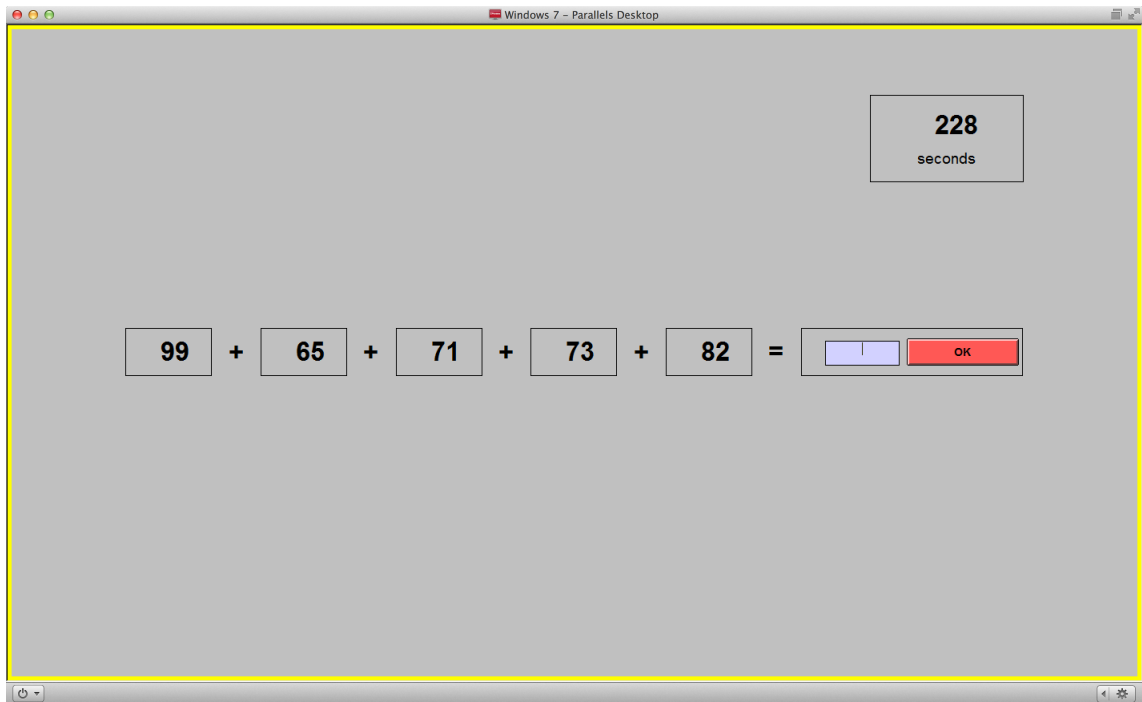 Windows 7 – Parallels Desktop
228
seconds
99 + 65 + 71 + 73 + 82 = OK